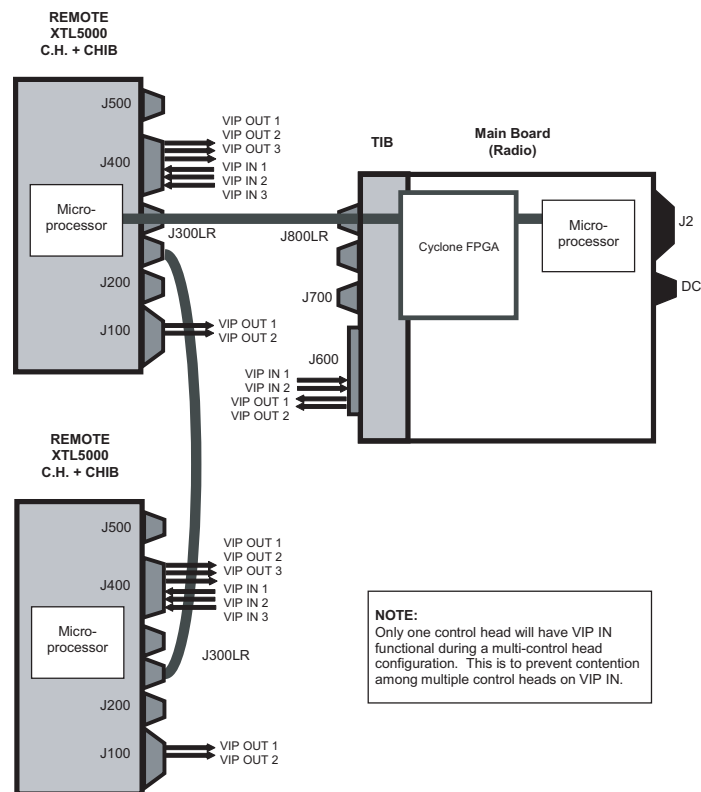 REMOTE
XTL5000
C.H. + CHIB
J500
J400
VIP OUT 1
VIP OUT 2
VIP OUT 3
VIP IN 1
VIP IN 2
VIP IN 3
Micro-
processor
J300LR
J200
J100
VIP OUT 1
VIP OUT 2
TIB
Main Board
(Radio)
J800LR
Cyclone FPGA
Micro-
processor
J2
DC
J700
J600
VIP IN 1
VIP IN 2
VIP OUT 1
VIP OUT 2
REMOTE
XTL5000
C.H. + CHIB
J500
J400
VIP OUT 1
VIP OUT 2
VIP OUT 3
VIP IN 1
VIP IN 2
VIP IN 3
Micro-
processor
J300LR
J200
J100
VIP OUT 1
VIP OUT 2
NOTE:
Only one control head will have VIP IN
functional during a multi-control head
configuration. This is to prevent contention
among multiple control heads on VIP IN.